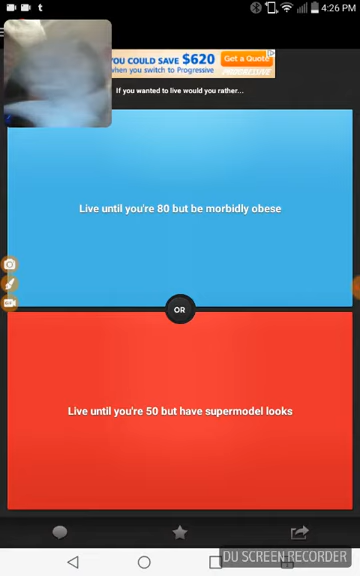 4:26 PM
YOU COULD SAVE $620
when you switch to Progressive
Get a Quote
PROGRESSIVE
If you wanted to live would you rather...
Live until you're 80 but be morbidly obese
OR
Live until you're 50 but have supermodel looks
DU SCREEN RECORDER